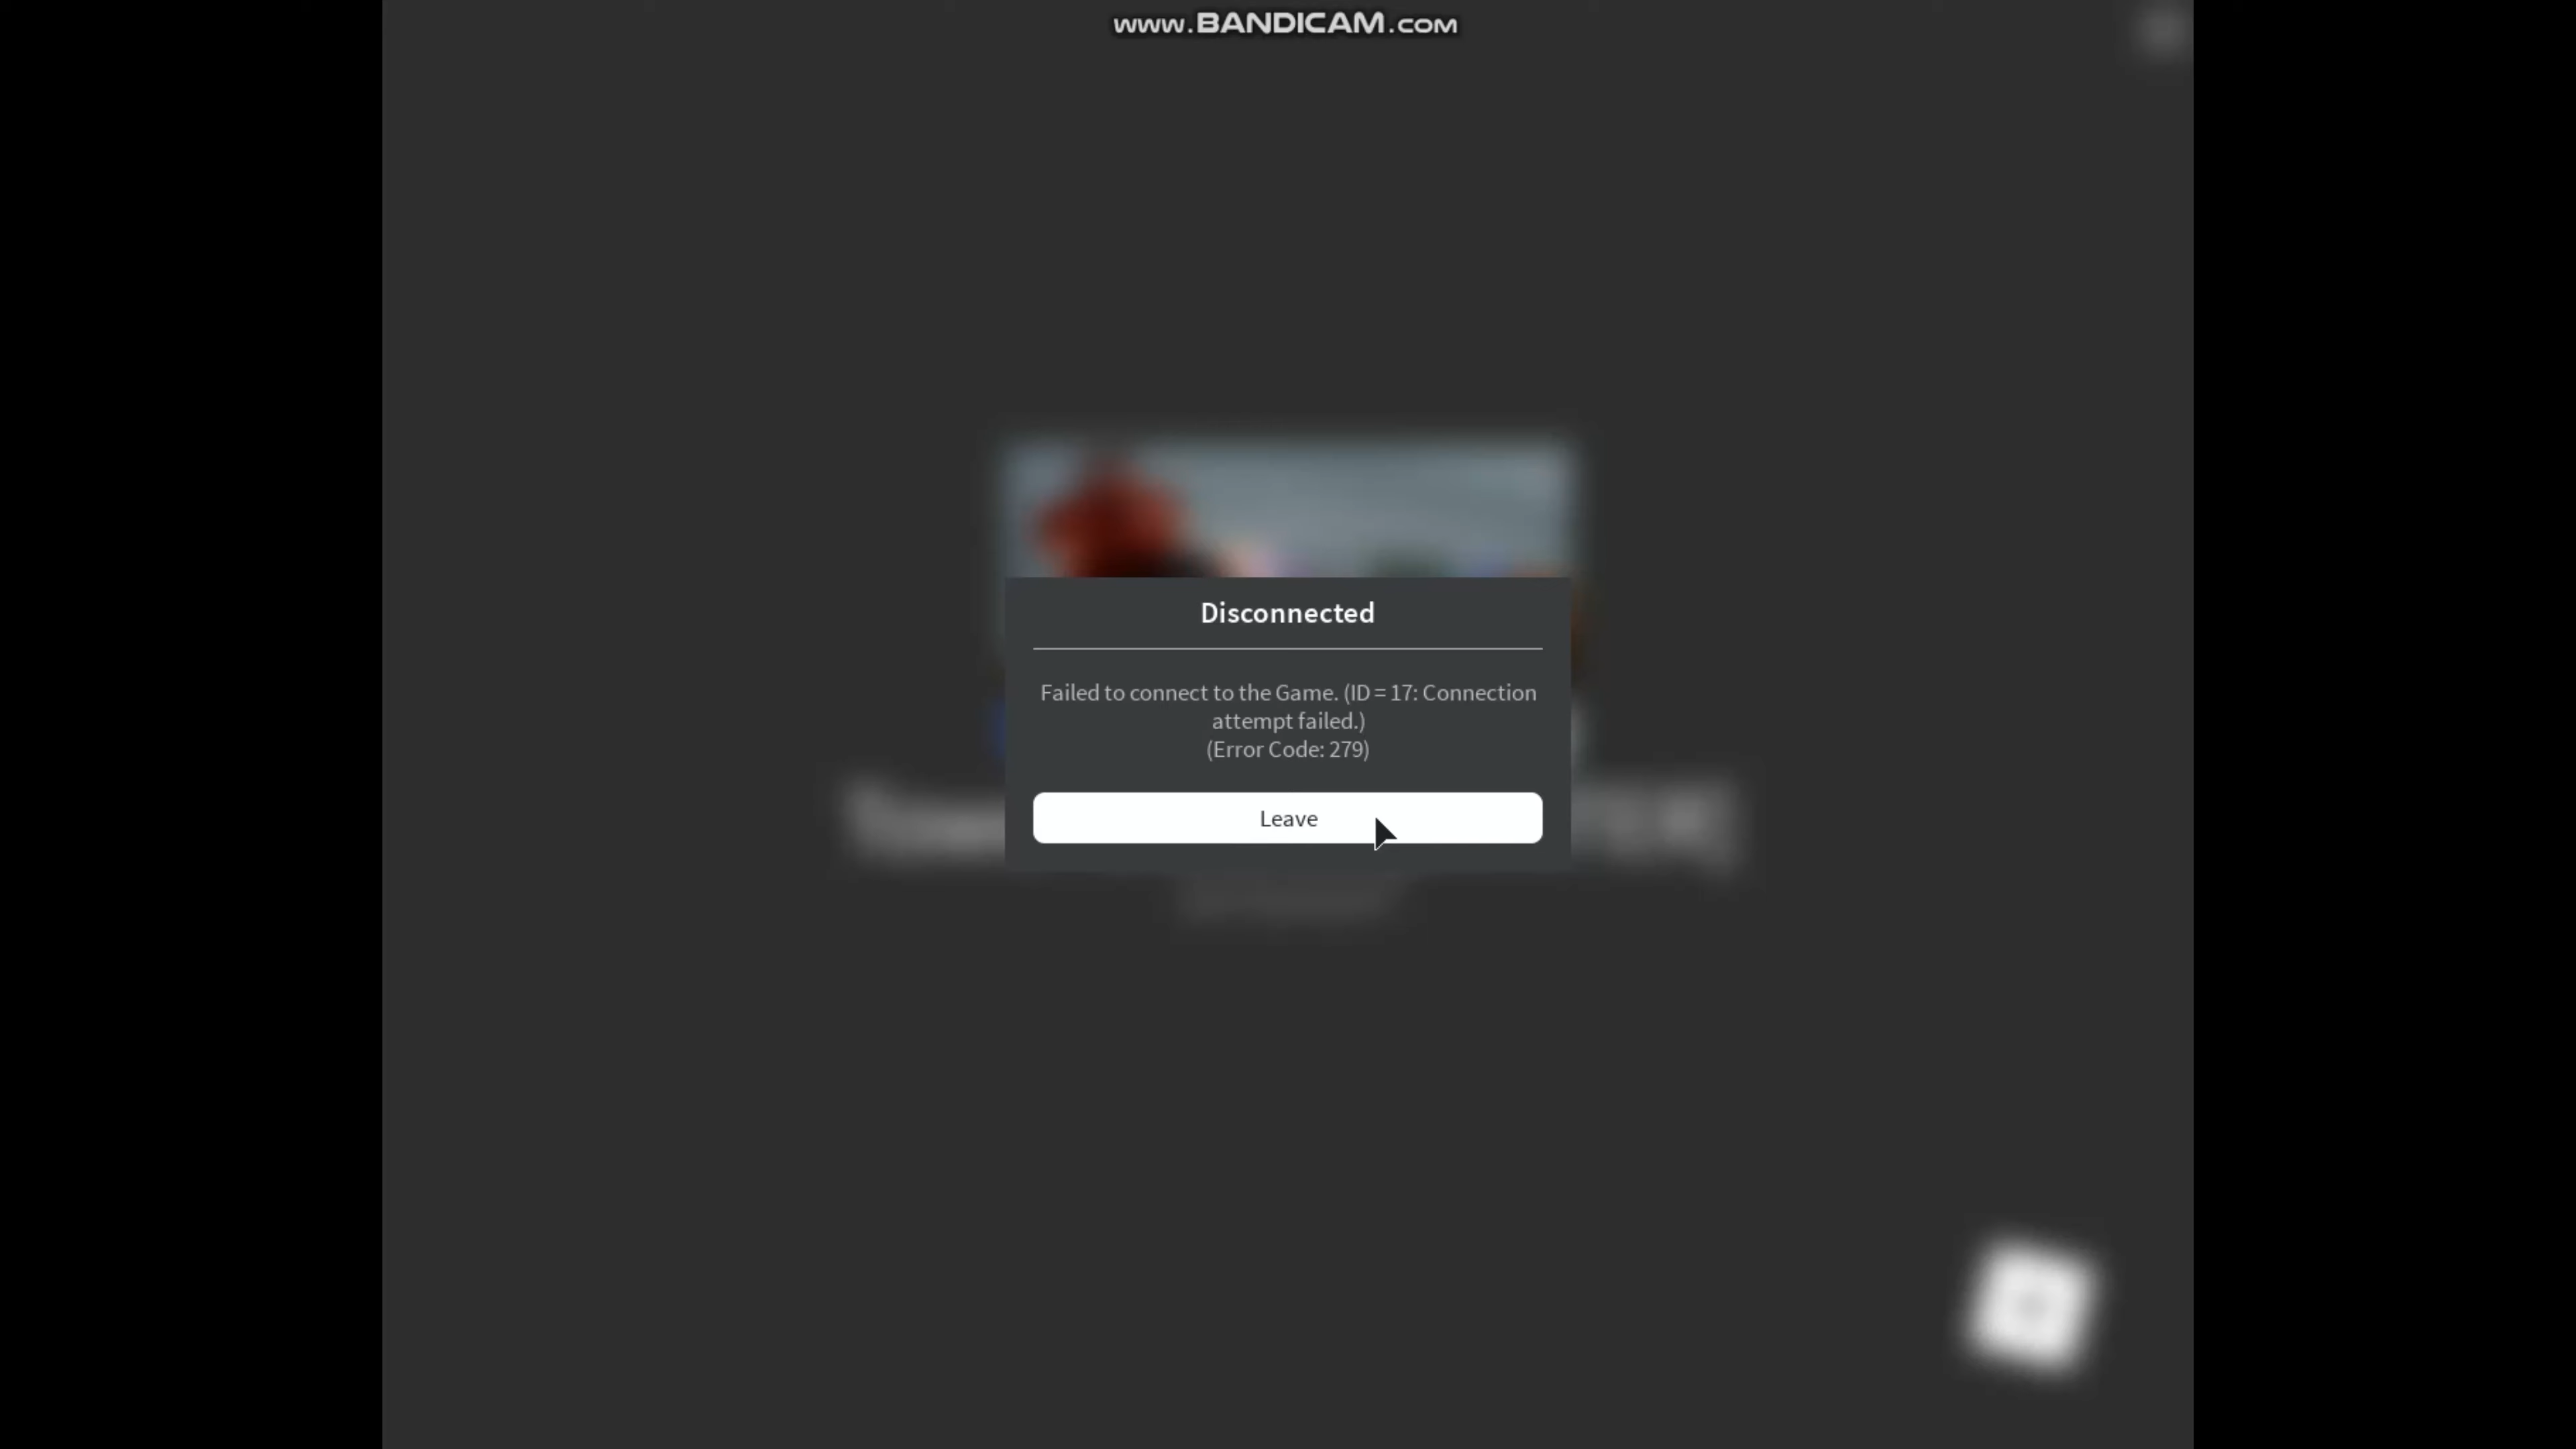 www.BANDICAM.COM
Disconnected
Failed to connect to the Game. (ID = 17: Connection
attempt failed.)
(Error Code: 279)
Leave